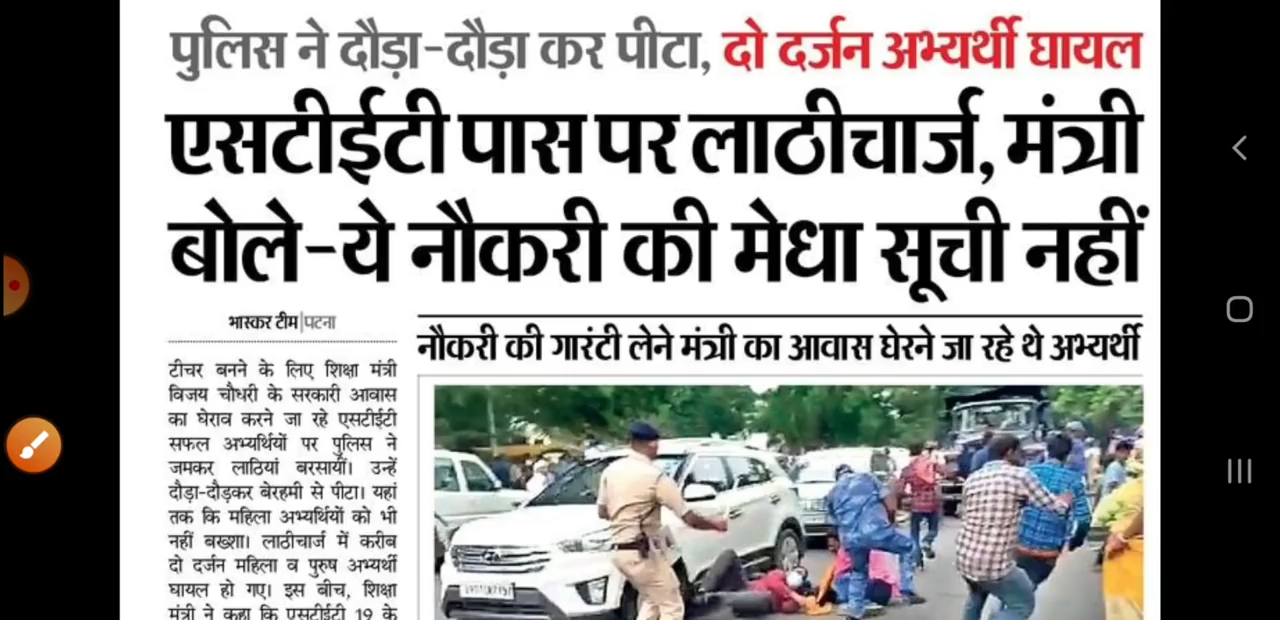 पुलिस ने दौड़ा-दौड़ा कर पीटा, दो दर्जन अभ्यर्थी घायल
एसटीईटी पास पर लाठीचार्ज, मंत्री
बोले-ये नौकरी की मेधा सूची नहीं
भास्कर टीम|पटना
टीचर बनने के लिए शिक्षा मंत्री
विजय चौधरी के सरकारी आवास
का घेराव करने जा रहे एसटीईटी
सफल अभ्यर्थियों पर पुलिस ने
जमकर लाठियां बरसायीं। उन्हें
दौड़ा-दौड़कर बेरहमी से पीटा। यहां
तक कि महिला अभ्यर्थियों को भी
नहीं बख्शा। लाठीचार्ज में करीब
दो दर्जन महिला व पुरुष अभ्यर्थी
घायल हो गए। इस बीच, शिक्षा
मंत्री ने कहा कि एसटीईटी 19 के
नौकरी की गारंटी लेने मंत्री का आवास घेरने जा रहे थे अभ्यर्थी